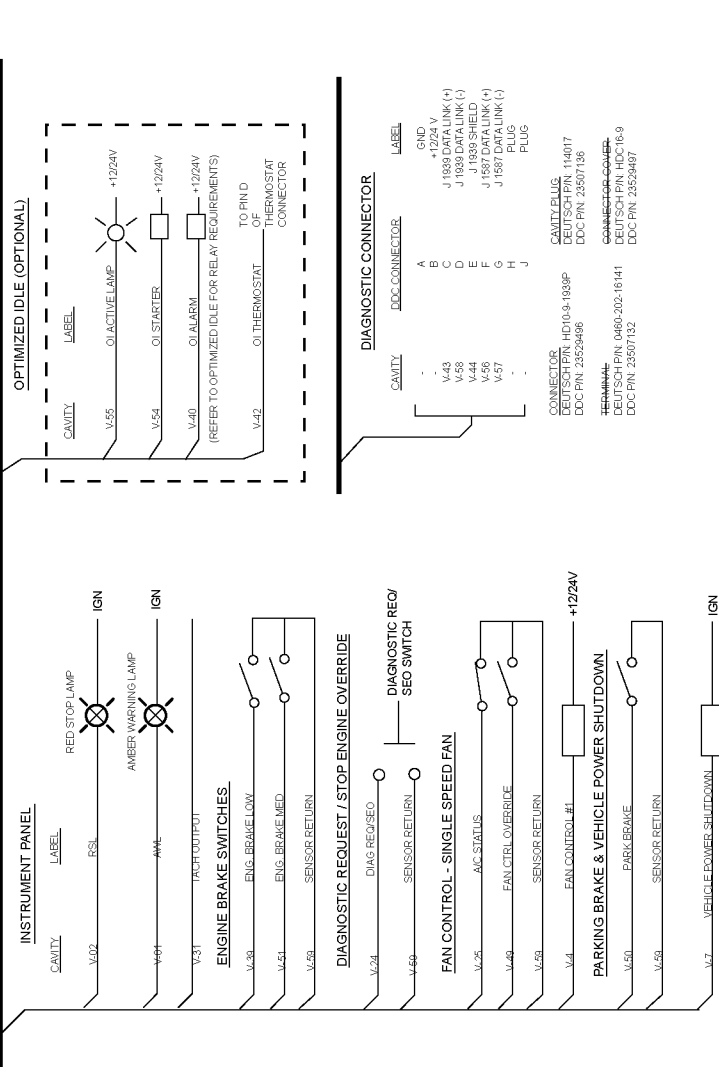 INSTRUMENT PANEL
CAVITY LABEL
V-02 RSL RED STOP LAMP IGN
V-01 AWL AMBER WARNING LAMP IGN
V-31 TACH OUTPUT
ENGINE BRAKE SWITCHES
V-39 ENG. BRAKE LOW
V-51 ENG. BRAKE MED
V-59 SENSOR RETURN
DIAGNOSTIC REQUEST / STOP ENGINE OVERRIDE
V-24 DIAG REQ/SEO
V-59 SENSOR RETURN
DIAGNOSTIC REQ/
SEO SWITCH
FAN CONTROL - SINGLE SPEED FAN
V-25 A/C STATUS
V-49 FAN CTRL OVERRIDE
V-59 SENSOR RETURN
V-4 FAN CONTROL #1 +12/24V
PARKING BRAKE & VEHICLE POWER SHUTDOWN
V-50 PARK BRAKE
V-59 SENSOR RETURN
V-7 VEHICLE POWER SHUTDOWN IGN
OPTIMIZED IDLE (OPTIONAL)
CAVITY LABEL
V-55 OI ACTIVE LAMP +12/24V
V-54 OI STARTER +12/24V
V-40 OI ALARM +12/24V
(REFER TO OPTIMIZED IDLE FOR RELAY REQUIREMENTS)
V-42 OI THERMOSTAT
TO PIN D
OF
THERMOSTAT
CONNECTOR
DIAGNOSTIC CONNECTOR
CAVITY DDC CONNECTOR LABEL
- A GND
- B +12/24 V
V-43 C J1939 DATA LINK (+)
V-58 D J1939 DATA LINK (-)
V-44 E J1939 SHIELD
V-56 F J1587 DATA LINK (+)
V-57 G J1587 DATA LINK (-)
- H PLUG
- J PLUG
CONNECTOR
DEUTSCH P/N: HD10-9-1939P
DDC P/N: 23529496
CAVITY PLUG
DEUTSCH P/N: 114017
DDC P/N: 23507136
TERMINAL
DEUTSCH P/N: 0460-202-16141
DDC P/N: 23507132
CONNECTOR COVER
DEUTSCH P/N: HDC16-9
DDC P/N: 23529497